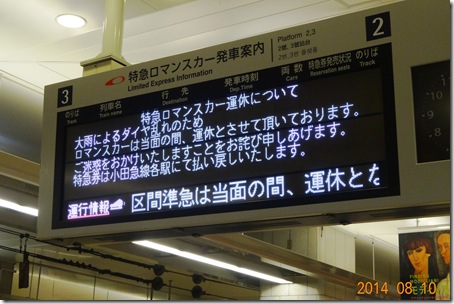 特急ロマンスカー発車案内
Limited Express Information
Platform 2,3
2
3
のりば
Track
列車名
Train name
行先
Destination
発車時刻
Dep.Time
両数
Cars
特急券発売状況
Reservation seats
のりば
Track
特急ロマンスカー運休について
大雨によるダイヤ乱れのため
ロマンスカーは当面の間、運休とさせて頂いております。
ご迷惑をおかけいたしますことをお詫び申しあげます。
特急券は小田急線各駅にて払い戻しいたします。
運行情報
区間準急は当面の間、運休とな
2014 08 10